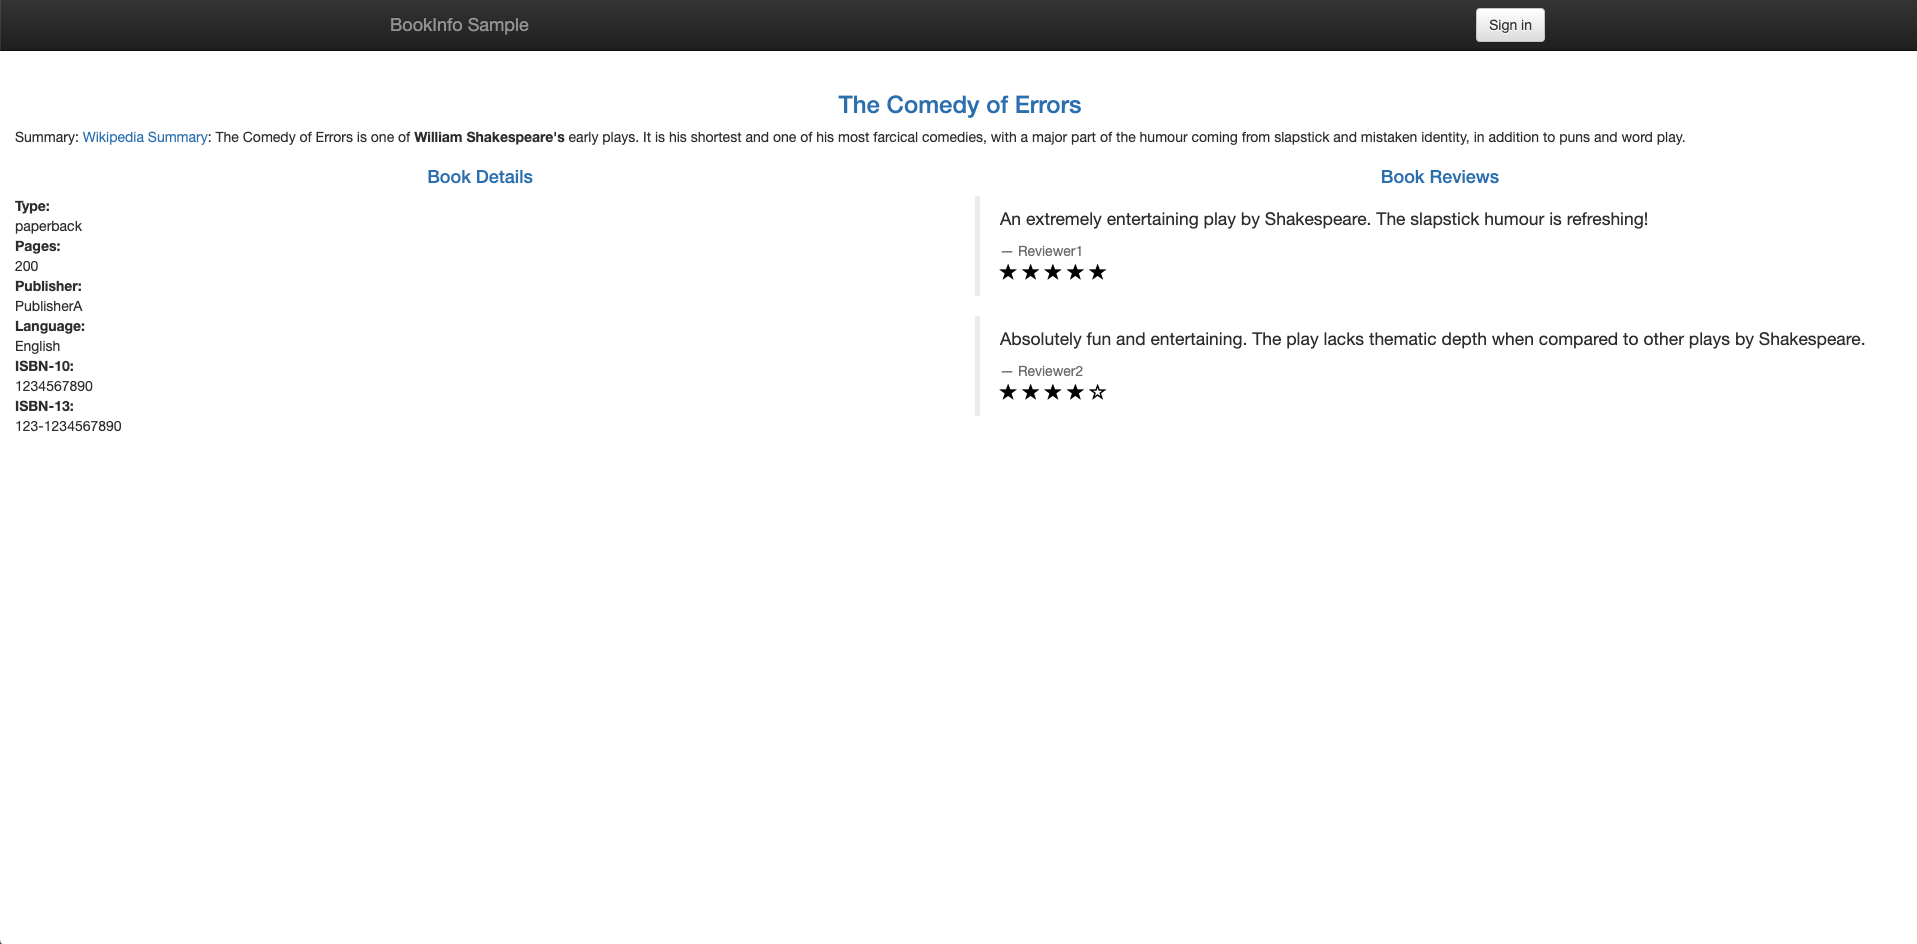 BookInfo Sample
Sign in
The Comedy of Errors
Summary: Wikipedia Summary: The Comedy of Errors is one of William Shakespeare's early plays. It is his shortest and one of his most farcical comedies, with a major part of the humour coming from slapstick and mistaken identity, in addition to puns and word play.
Book Details
Type:
paperback
Pages:
200
Publisher:
PublisherA
Language:
English
ISBN-10:
1234567890
ISBN-13:
123-1234567890
Book Reviews
An extremely entertaining play by Shakespeare. The slapstick humour is refreshing!
— Reviewer1
★★★★★
Absolutely fun and entertaining. The play lacks thematic depth when compared to other plays by Shakespeare.
— Reviewer2
★★★★☆